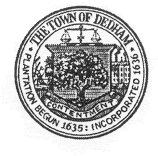 THE TOWN OF DEDHAM
PLANTATION BEGUN 1635: INCORPORATED 1636
CONTENTMENT